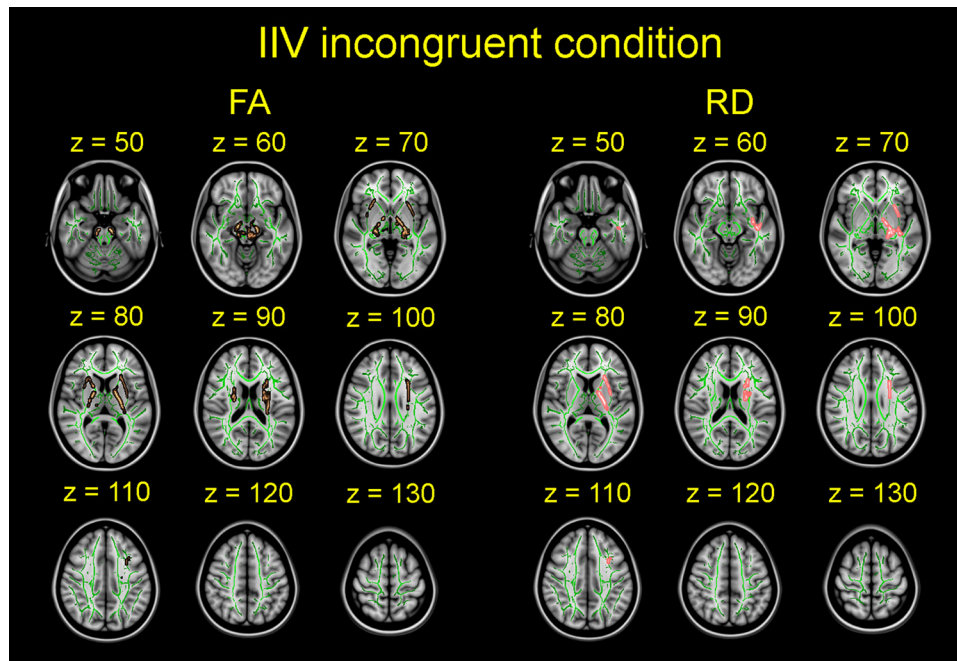 IIV incongruent condition
FA RD
z = 50 z = 60 z = 70 z = 50 z = 60 z = 70
z = 80 z = 90 z = 100 z = 80 z = 90 z = 100
z = 110 z = 120 z = 130 z = 110 z = 120 z = 130